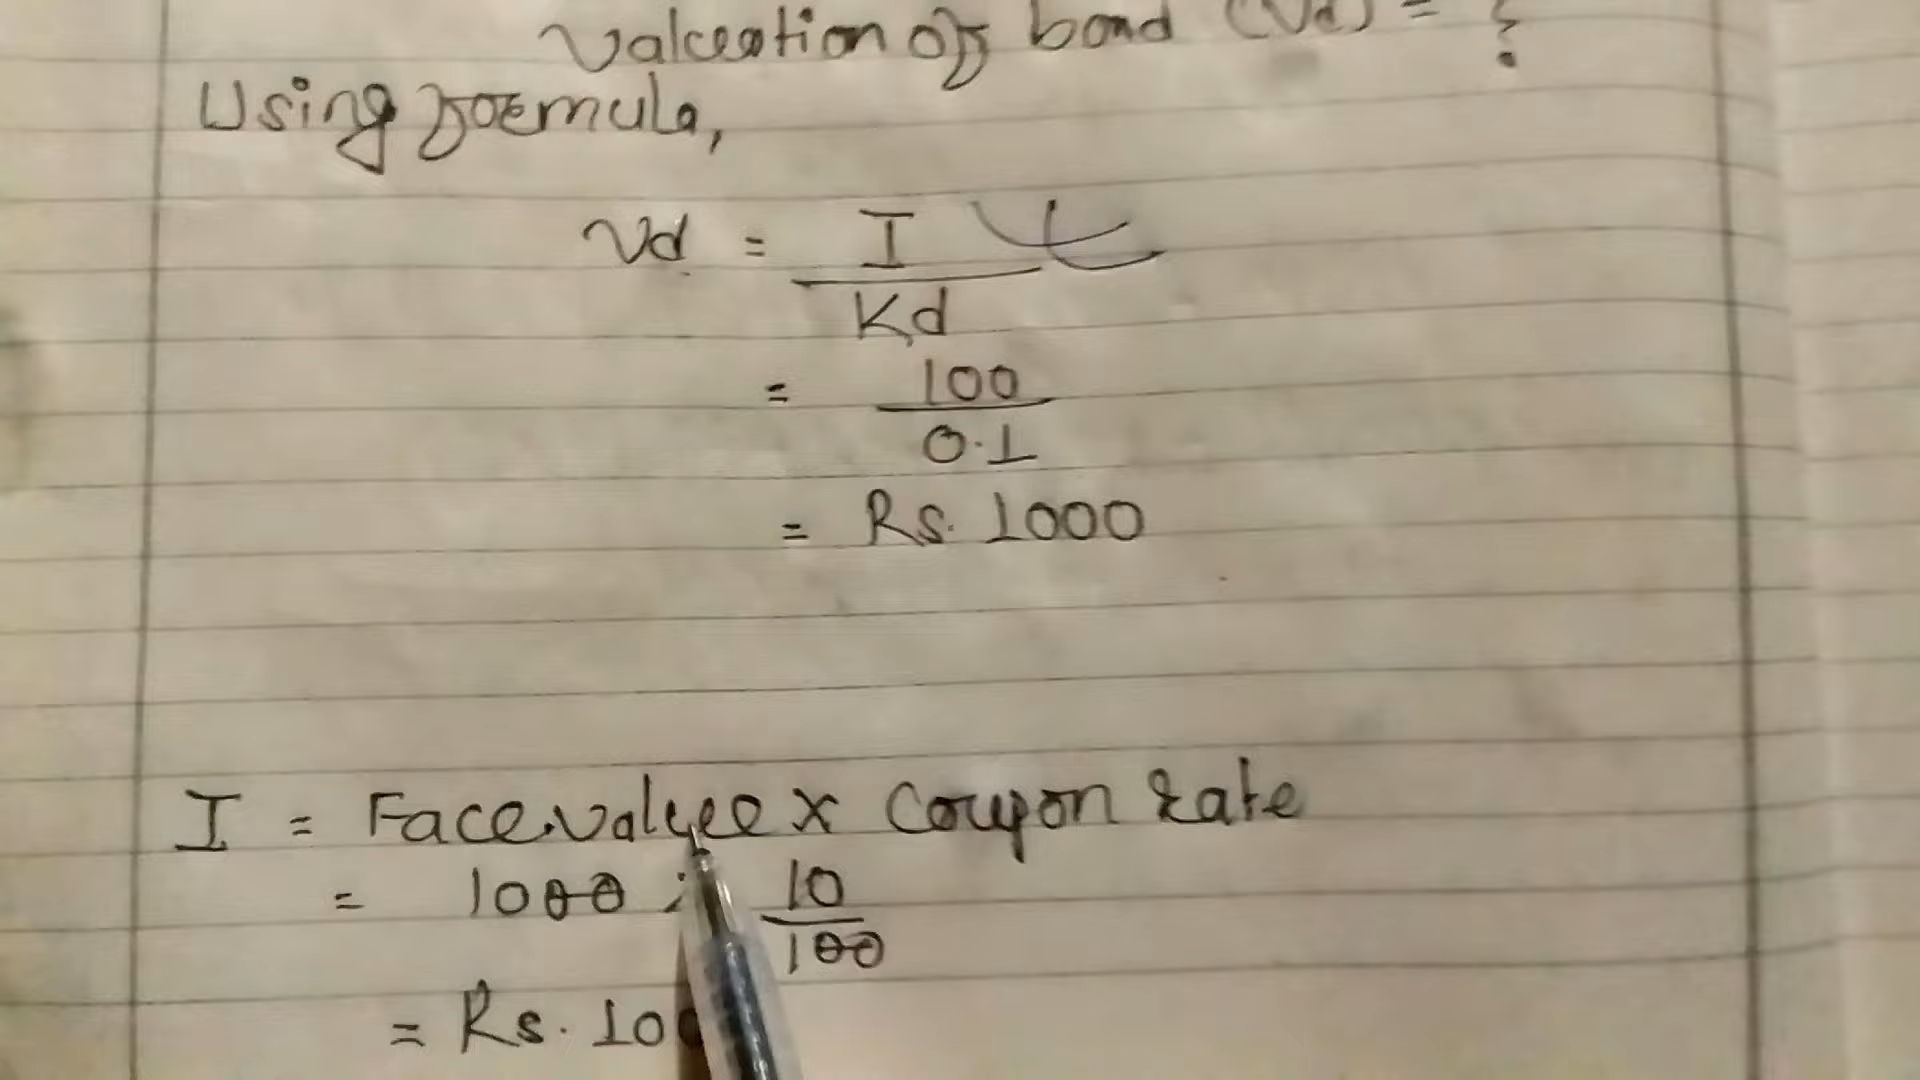 Valuation of bond (Vd) = ?
Using formula,
Vd = I
Kd
= 100
0.1
= Rs. 1000
I = Face value x Coupon rate
= 1000 10
100
= Rs. 10